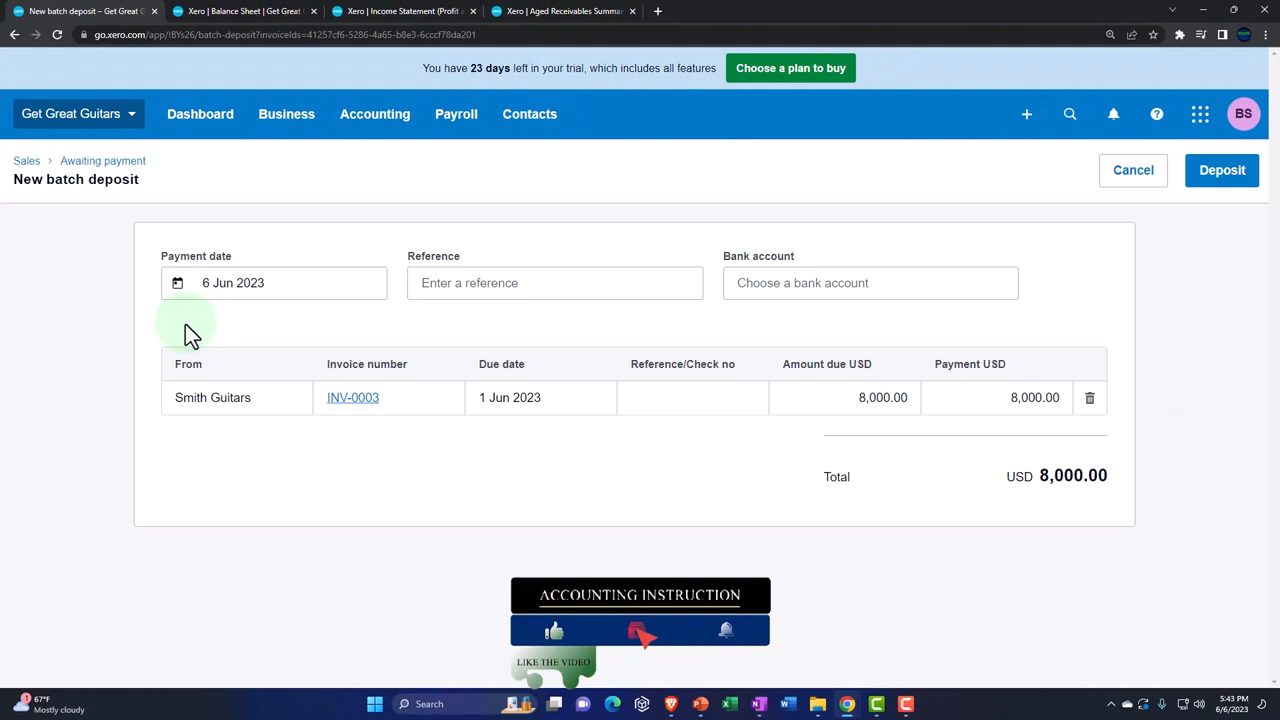 New batch deposit - Get Great G
Xero | Balance Sheet | Get Great
Xero | Income Statement (Profit a
Xero | Aged Receivables Summar
go.xero.com/app/!BYs26/batch-deposit?invoiceIds=41257cf6-5286-4a65-b8e3-6cccf78da201
You have 23 days left in your trial, which includes all features
Choose a plan to buy
Get Great Guitars
Dashboard
Business
Accounting
Payroll
Contacts
BS
Sales > Awaiting payment
New batch deposit
Cancel
Deposit
Payment date
Reference
Bank account
6 Jun 2023
Enter a reference
Choose a bank account
From Invoice number Due date Reference/Check no Amount due USD Payment USD
Smith Guitars INV-0003 1 Jun 2023 8,000.00 8,000.00
Total USD 8,000.00
ACCOUNTING INSTRUCTION
LIKE THE VIDEO
67°F
Mostly cloudy
Search
5:43 PM
6/6/2023